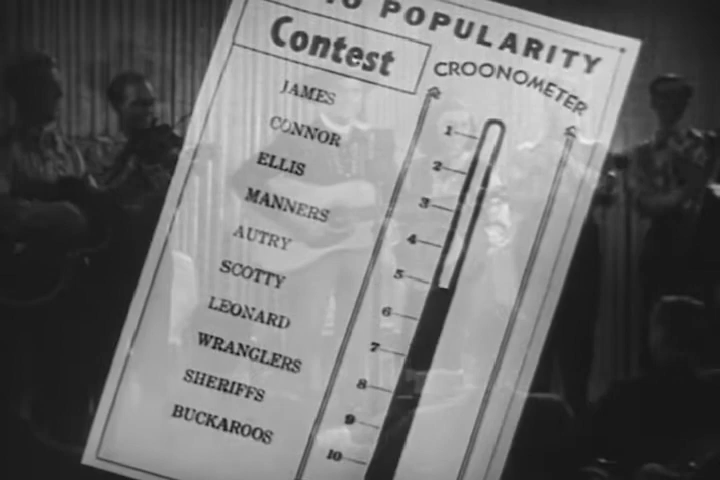 IO POPULARITY
Contest
CROONOMETER
JAMES
CONNOR
ELLIS
MANNERS
AUTRY
SCOTTY
LEONARD
WRANGLERS
SHERIFFS
BUCKAROOS
1
2
3
4
5
6
7
8
9
10